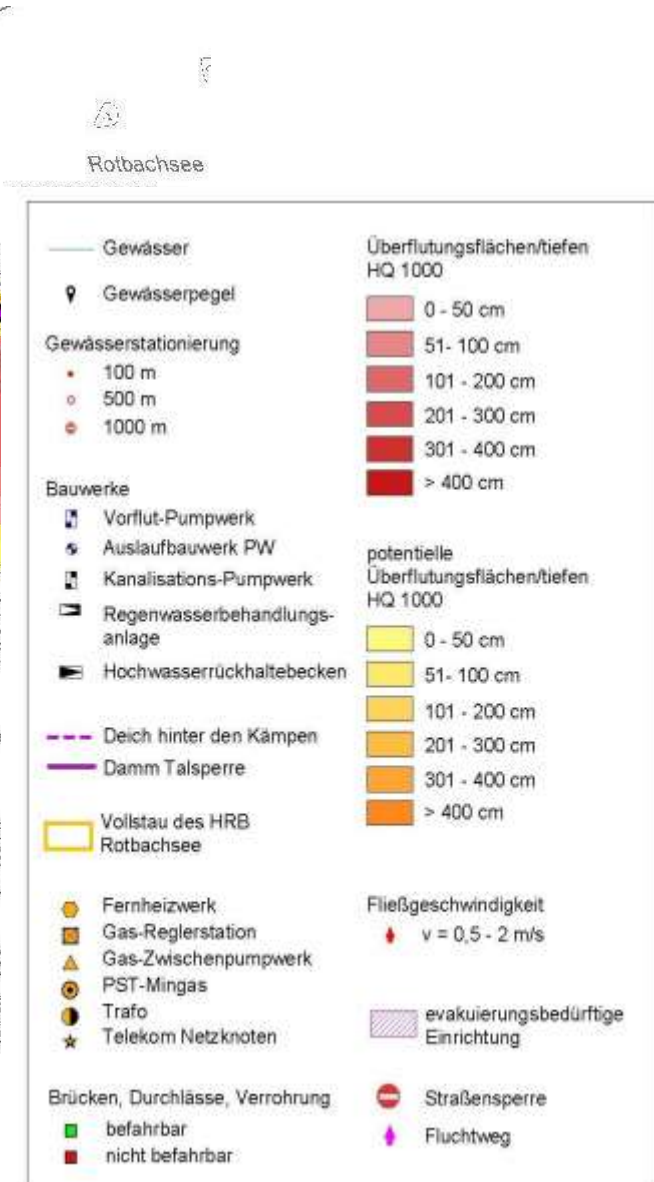 Rotbachsee
Gewässer
Gewässerpegel
Gewässerstationierung
100 m
500 m
1000 m
Bauwerke
Vorflut-Pumpwerk
Auslaufbauwerk PW
Kanalisations-Pumpwerk
Regenwasserbehandlungs-
anlage
Hochwasserrückhaltebecken
Deich hinter den Kämpen
Damm Talsperre
Vollstau des HRB
Rotbachsee
Fernheizwerk
Gas-Reglerstation
Gas-Zwischenpumpwerk
PST-Mingas
Trafo
Telekom Netzknoten
Brücken, Durchlässe, Verrohrung
befahrbar
nicht befahrbar
Überflutungsflächen/tiefen
HQ 1000
0 - 50 cm
51- 100 cm
101 - 200 cm
201 - 300 cm
301 - 400 cm
> 400 cm
potentielle
Überflutungsflächen/tiefen
HQ 1000
0 - 50 cm
51- 100 cm
101 - 200 cm
201 - 300 cm
301 - 400 cm
> 400 cm
Fließgeschwindigkeit
v = 0,5 - 2 m/s
evakuierungsbedürftige
Einrichtung
Straßensperre
Fluchtweg